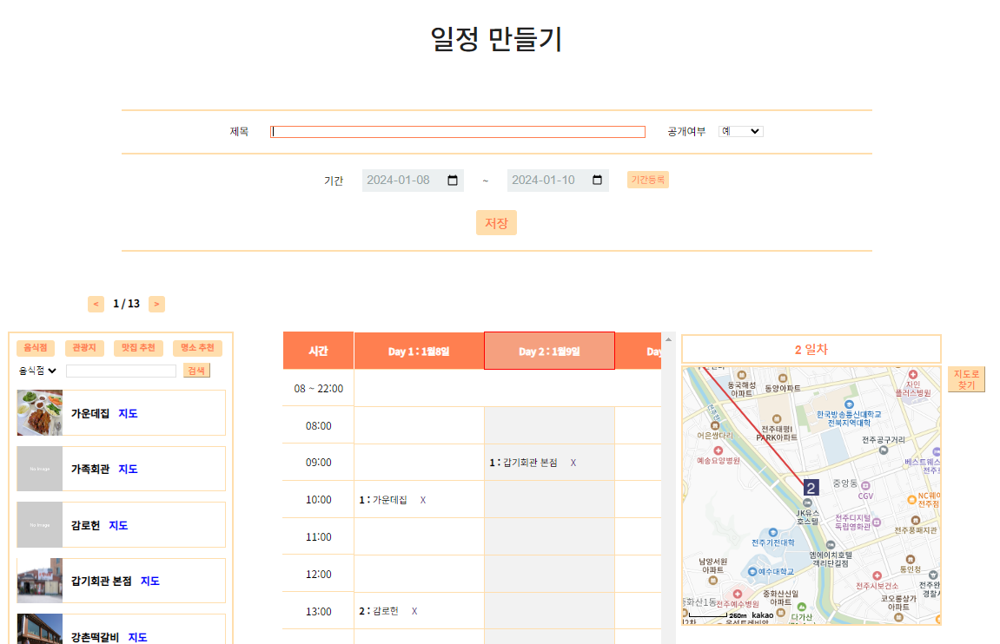 일정 만들기
제목 공개여부 예
기간 2024-01-08 ~ 2024-01-10 기간등록
저장
< 1 / 13 >
음식점 관광지 맛집 추천 명소 추천
음식점 검색
가운데집 지도
No Image
가족회관 지도
No Image
감로헌 지도
갑기회관 본점 지도
강촌떡갈비 지도
시간 Day 1 : 1월8일 Day 2 : 1월9일 Day
08 ~ 22:00
08:00
09:00 1 : 갑기회관 본점 X
10:00 1 : 가운데집 X
11:00
12:00
13:00 2 : 감로헌 X
2 일차
지도로
찾기
동국해성
아파트
동양아파트
자인
플러스병원
한국방송통신대학교
전북지역대학
전주천
어은쌍다리
전주태평I
PARK아파트
전주공구거리
예송요양병원
베스트웨스
전주
2
중앙동
CGV
JK유스
호스텔
NC웨이
전주점
전주디지털
독립영화관
전주풍패지관
전주기전대학
엠에이치호텔
객리단길점
남양서원
아파트
예수대학교
통인정
전주시보건소
전주완
경찰서
중화산1동
전주예수병원
중화산신일
아파트
코오롱상가
아파트
250m kakao
다가산